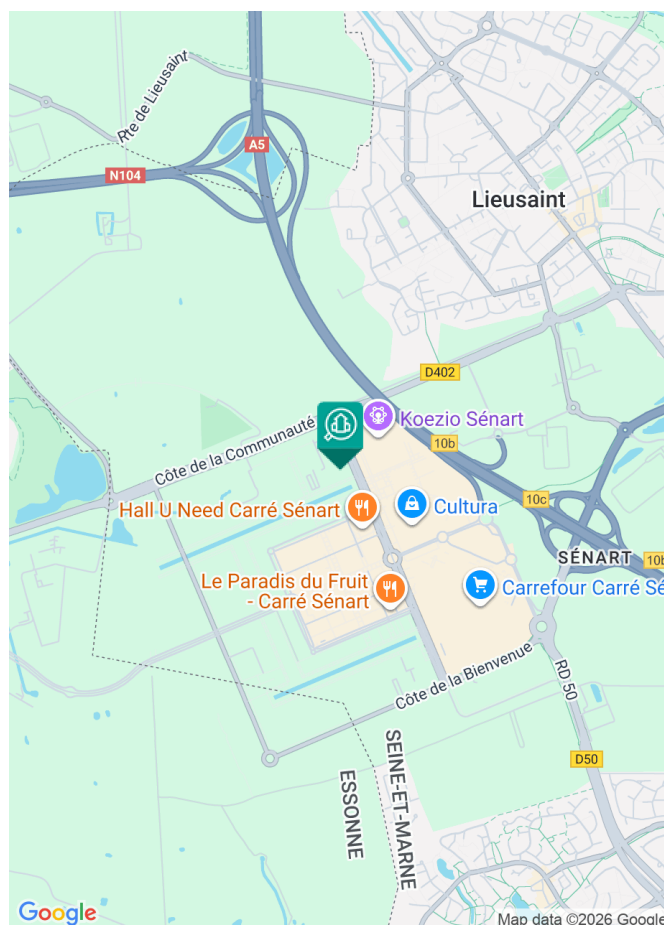 Rte de Lieusaint
A5
N104
Lieusaint
D402
Koezio Sénart
Côte de la Communauté
10b
10c
Hall U Need Carré Sénart
Cultura
SÉNART
10b
Le Paradis du Fruit
- Carré Sénart
Carrefour Carré Sé
Côte de la Bienvenue
RD 50
D50
SEINE-ET-MARNE
ESSONNE
Google
Map data ©2026 Google